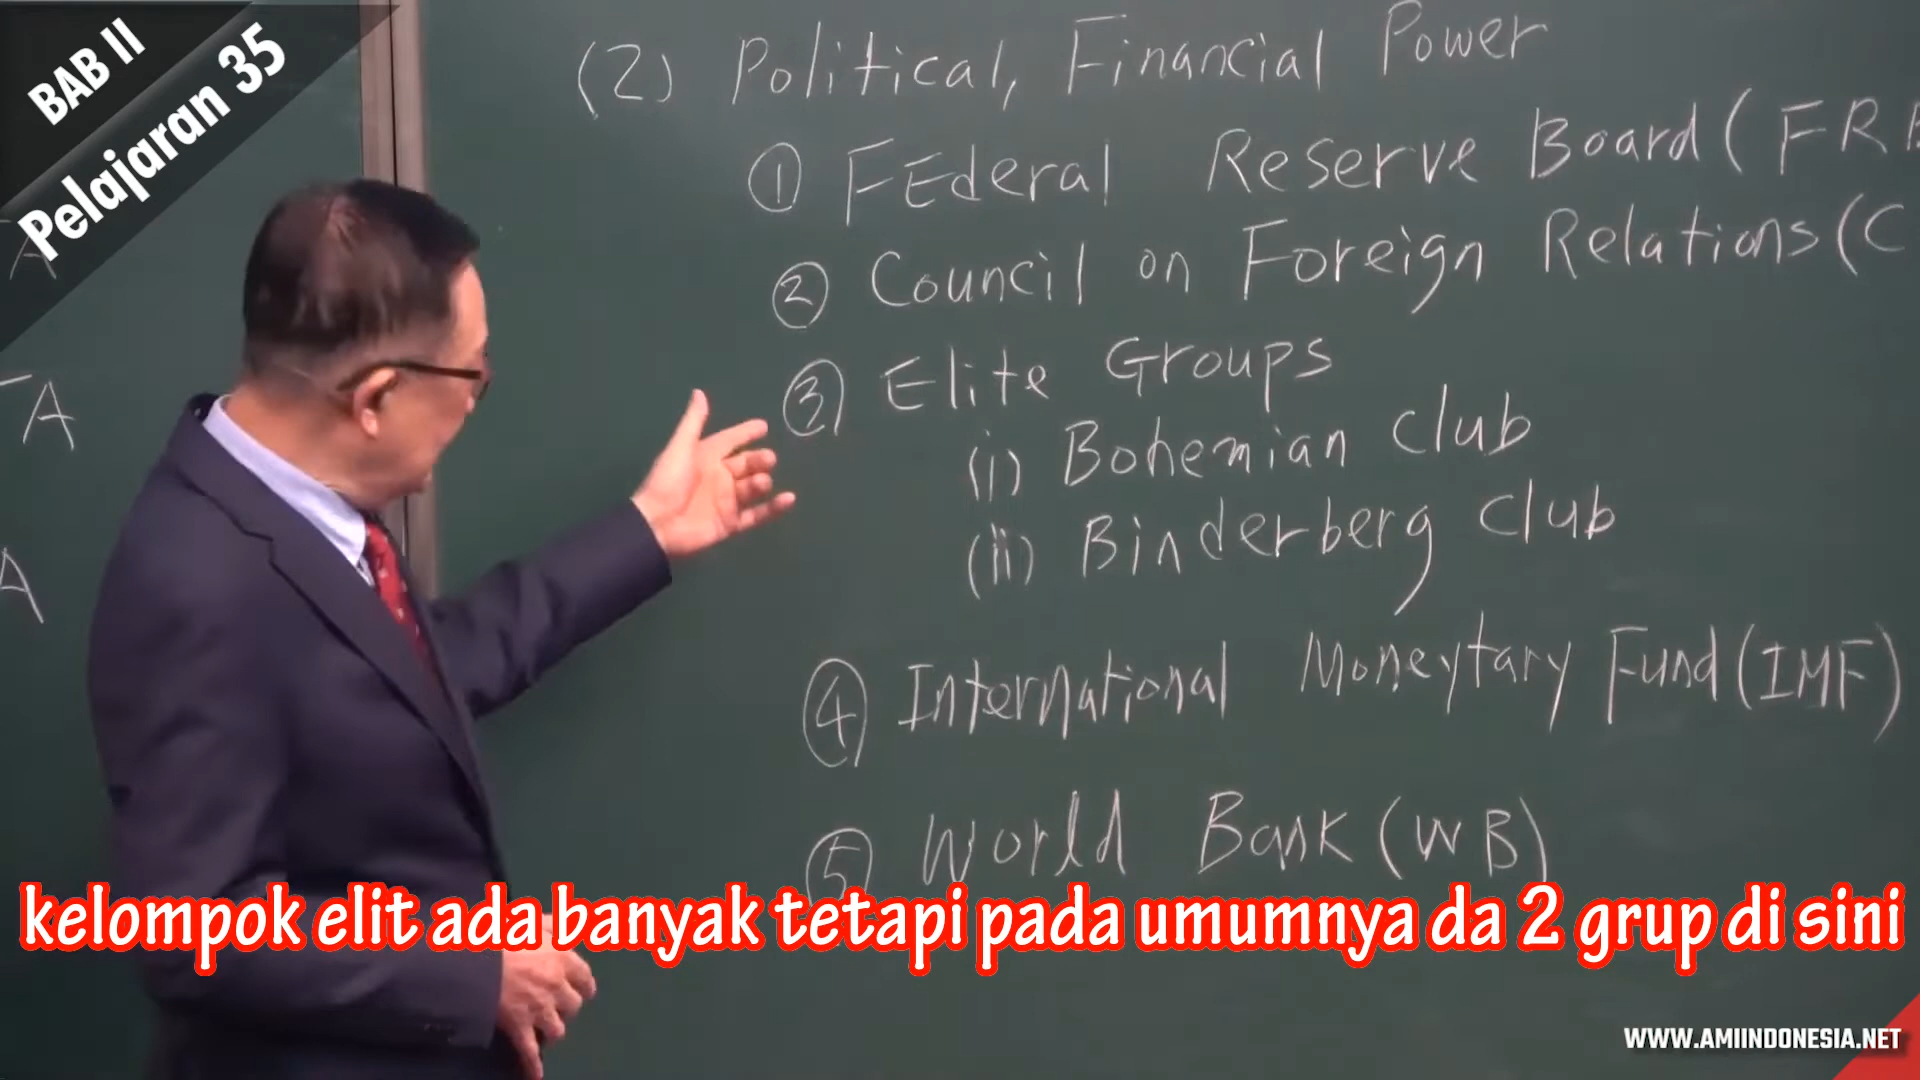 BAB II
Pelajaran 35
(2) Political, Financial Power
① FEderal Reserve Board (FRB
② Council on Foreign Relations (C
③ Elite Groups
(i) Bohemian club
(ii) Binderberg club
④ International Moneytary Fund (IMF)
⑤ World Bank (WB)
A
TA
A
kelompok elit ada banyak tetapi pada umumnya da 2 grup di sini
WWW.AMIINDONESIA.NET